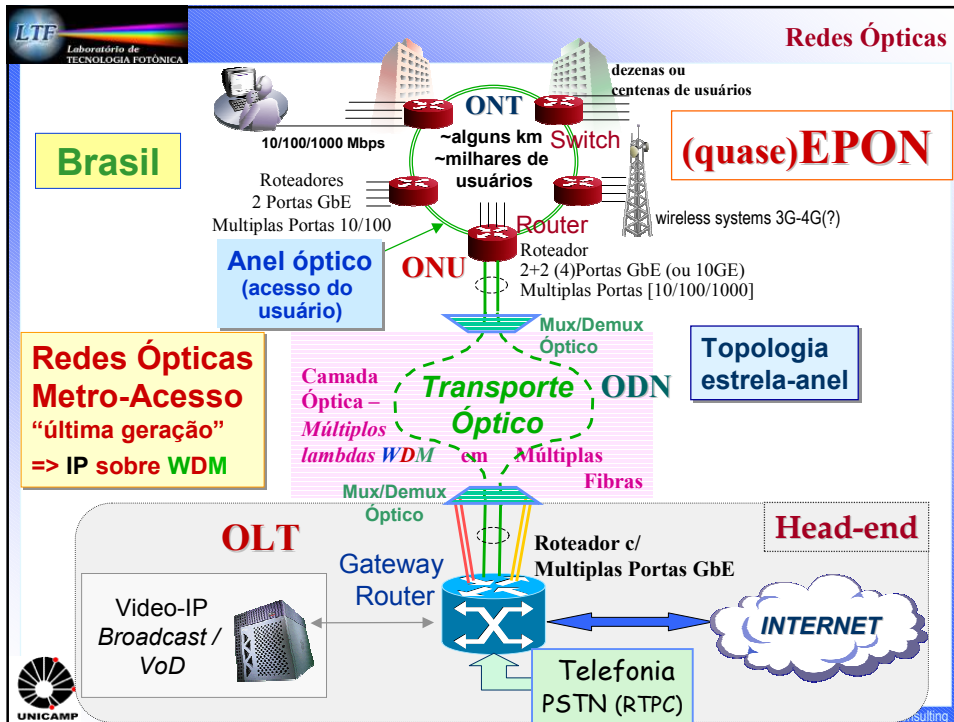 LTF
Laboratório de
TECNOLOGIA FOTÔNICA
Redes Ópticas
dezenas ou
centenas de usuários
ONT
10/100/1000 Mbps
~alguns km
~milhares de
usuários
Switch
Brasil
(quase)EPON
Roteadores
2 Portas GbE
Multiplas Portas 10/100
wireless systems 3G-4G(?)
Router
Roteador
2+2 (4)Portas GbE (ou 10GE)
Multiplas Portas [10/100/1000]
Anel óptico
(acesso do
usuário)
ONU
Mux/Demux
Óptico
Redes Ópticas
Metro-Acesso
“última geração”
=> IP sobre WDM
Topologia
estrela-anel
Camada
Óptica –
Múltiplos
lambdas WDM em Múltiplas
Fibras
Transporte
Óptico
ODN
Mux/Demux
Óptico
OLT
Head-end
Gateway
Router
Roteador c/
Multiplas Portas GbE
Video-IP
Broadcast /
VoD
INTERNET
Telefonia
PSTN (RTPC)
UNICAMP
nsulting